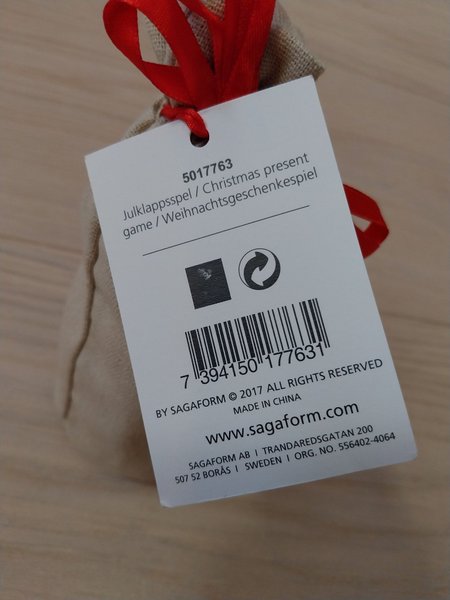 5017763
Julklappsspel / Christmas present
game / Weihnachtsgeschenkespiel
7 394150 177631
BY SAGAFORM © 2017 ALL RIGHTS RESERVED
MADE IN CHINA
www.sagaform.com
SAGAFORM AB I TRANDAREDSGATAN 200
507 52 BORÅS I SWEDEN I ORG. NO. 556402-4064